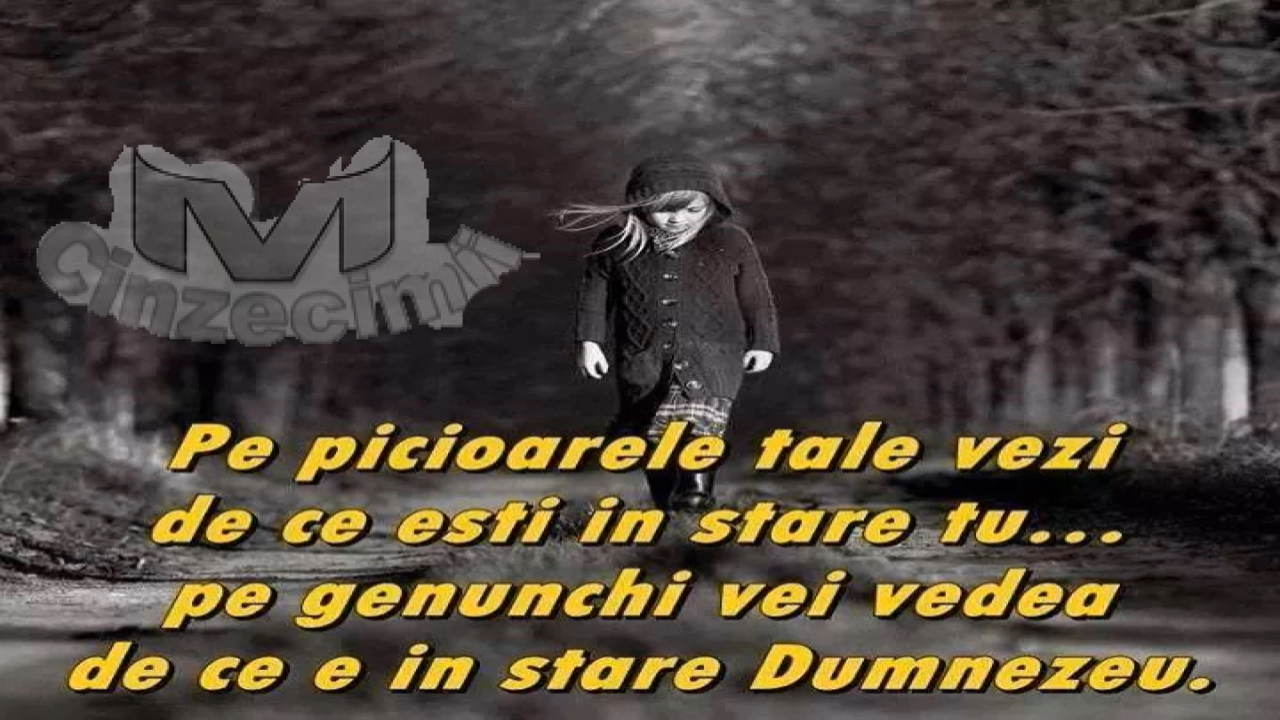 M
Cinzecimii
Pe picioarele tale vezi
de ce esti in stare tu...
pe genunchi vei vedea
de ce e in stare Dumnezeu.